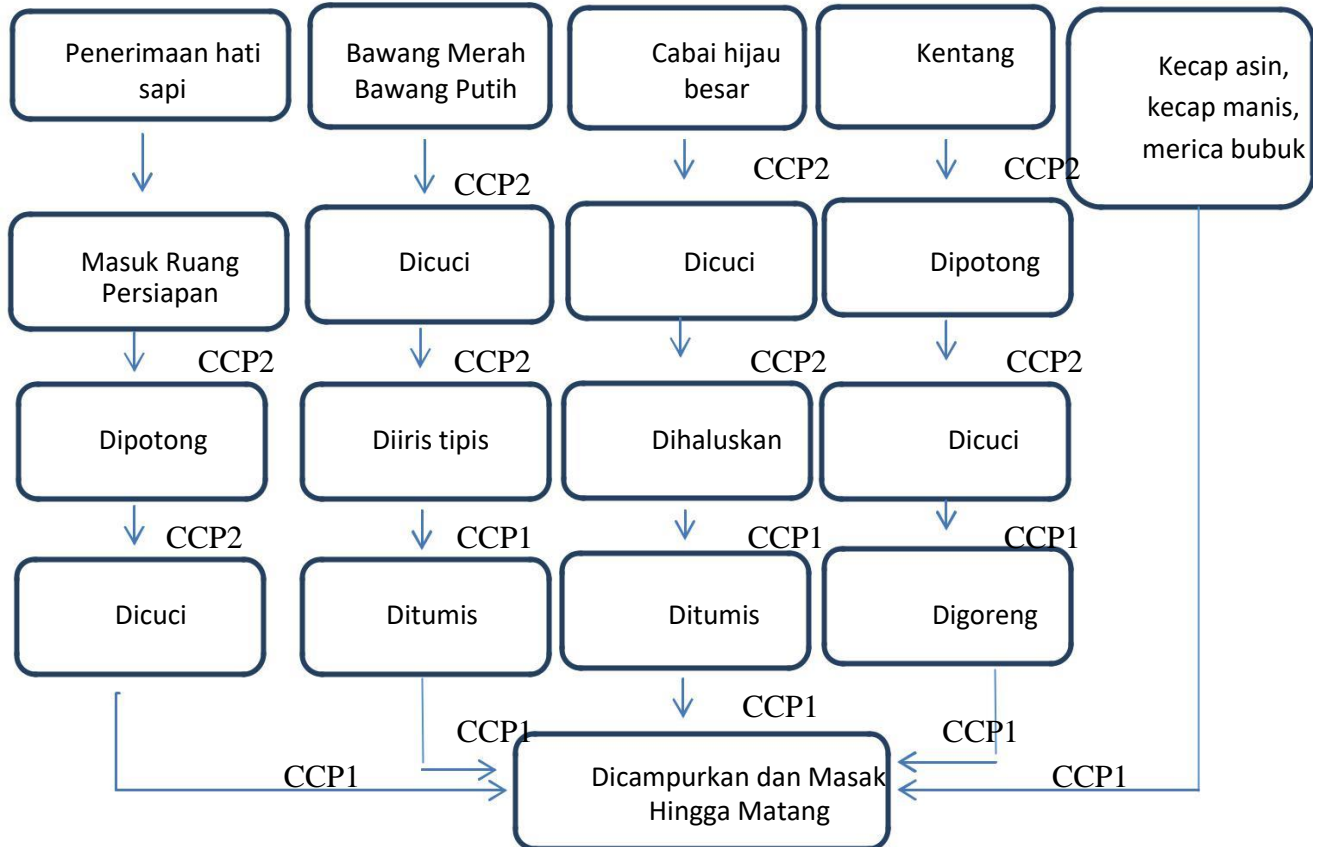 Penerimaan hati
sapi
Bawang Merah
Bawang Putih
Cabai hijau
besar
Kentang
Kecap asin,
kecap manis,
merica bubuk
CCP2
CCP2
CCP2
Masuk Ruang
Persiapan
Dicuci
Dicuci
Dipotong
CCP2
CCP2
CCP2
CCP2
Dipotong
Diiris tipis
Dihaluskan
Dicuci
CCP2
CCP1
CCP1
CCP1
Dicuci
Ditumis
Ditumis
Digoreng
CCP1
CCP1
CCP1
CCP1
CCP1
Dicampurkan dan Masak
Hingga Matang